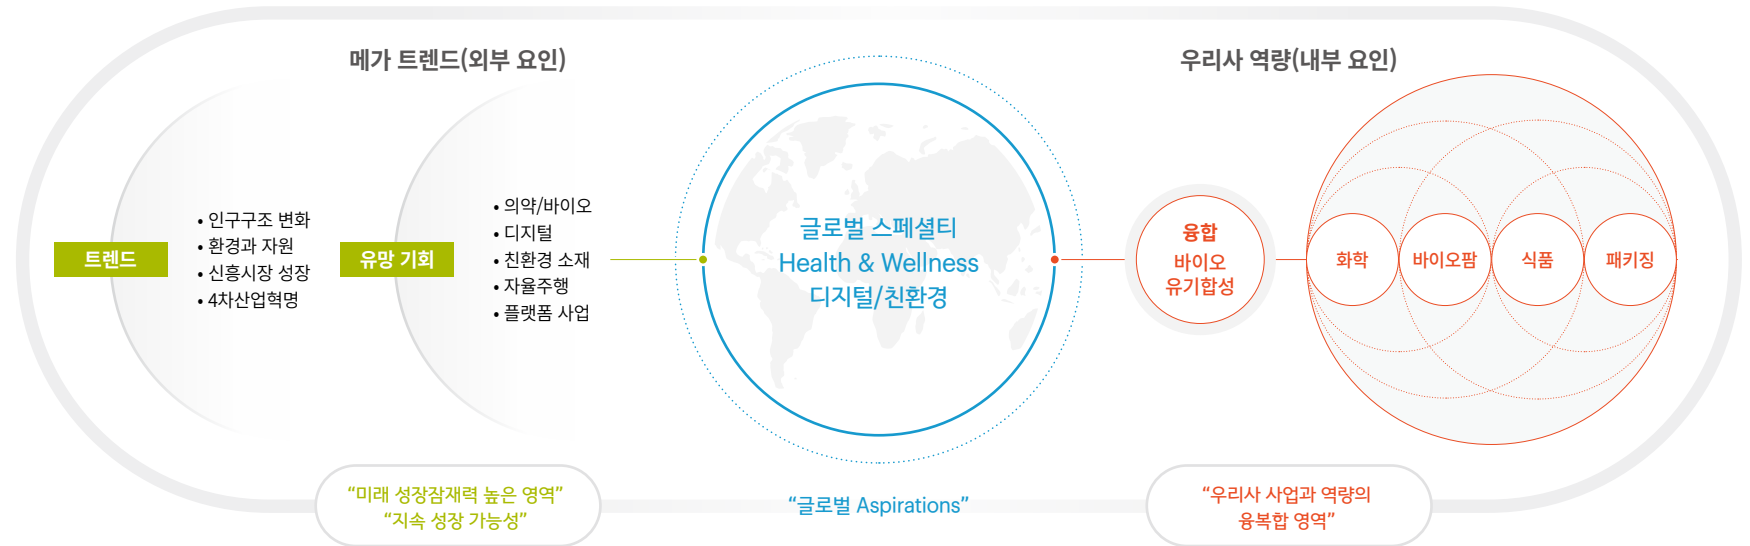 메가 트렌드(외부 요인)
트렌드
• 인구구조 변화
• 환경과 자원
• 신흥시장 성장
• 4차산업혁명
유망 기회
• 의약/바이오
• 디지털
• 친환경 소재
• 자율주행
• 플랫폼 사업
“미래 성장잠재력 높은 영역”
“지속 성장 가능성”
글로벌 스페셜티
Health & Wellness
디지털/친환경
“글로벌 Aspirations”
우리사 역량(내부 요인)
융합
바이오
유기합성
화학
바이오팜
식품
패키징
“우리사 사업과 역량의
융복합 영역”